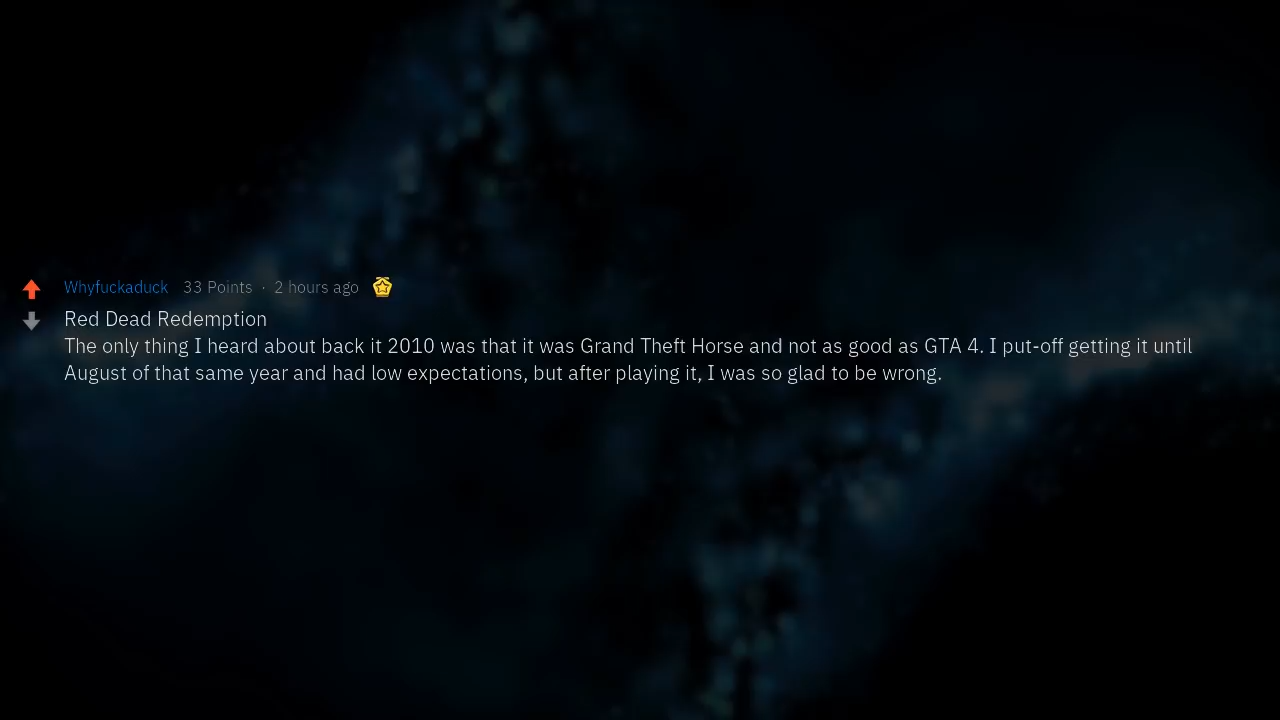 Whyfuckaduck 33 Points · 2 hours ago
Red Dead Redemption
The only thing I heard about back it 2010 was that it was Grand Theft Horse and not as good as GTA 4. I put-off getting it until
August of that same year and had low expectations, but after playing it, I was so glad to be wrong.